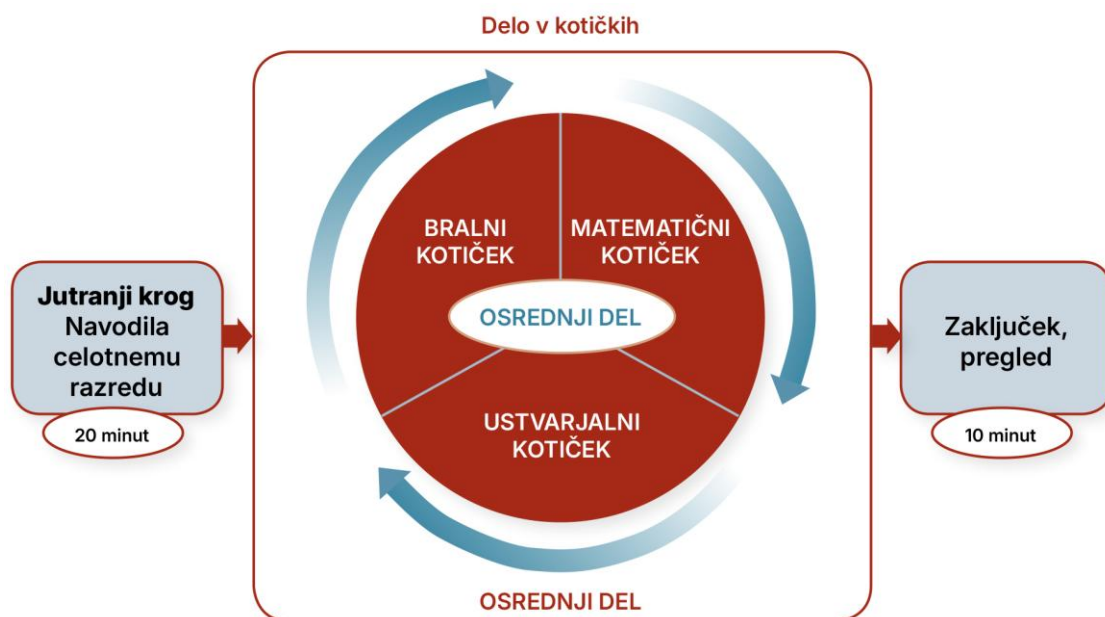 Delo v kotičkih
Jutranji krog
Navodila
celotnemu
razredu
20 minut
BRALNI
KOTIČEK
MATEMATIČNI
KOTIČEK
OSREDNJI DEL
USTVARJALNI
KOTIČEK
OSREDNJI DEL
Zaključek,
pregled
10 minut